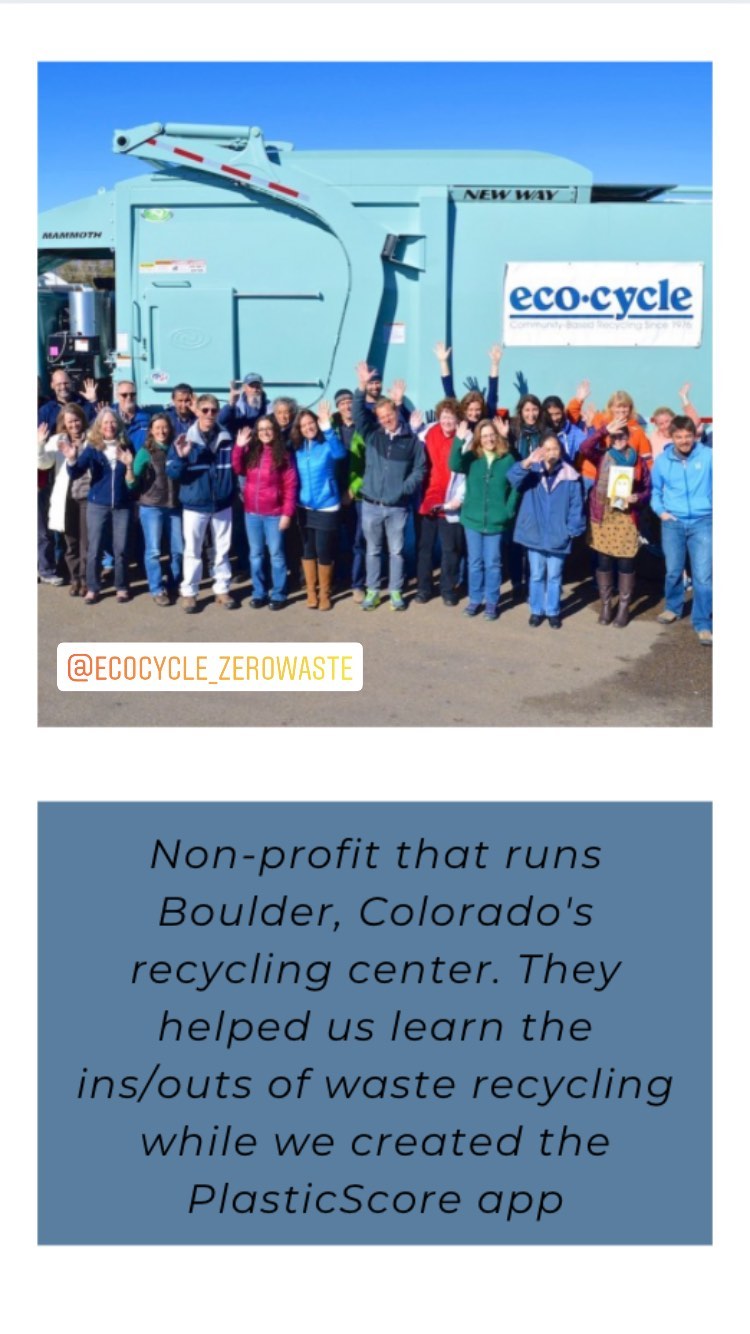 NEW WAY
MAMMOTH
eco·cycle
Community-Based Recycling Since 1976
@ECOCYCLE_ZEROWASTE
Non-profit that runs
Boulder, Colorado's
recycling center. They
helped us learn the
ins/outs of waste recycling
while we created the
PlasticScore app